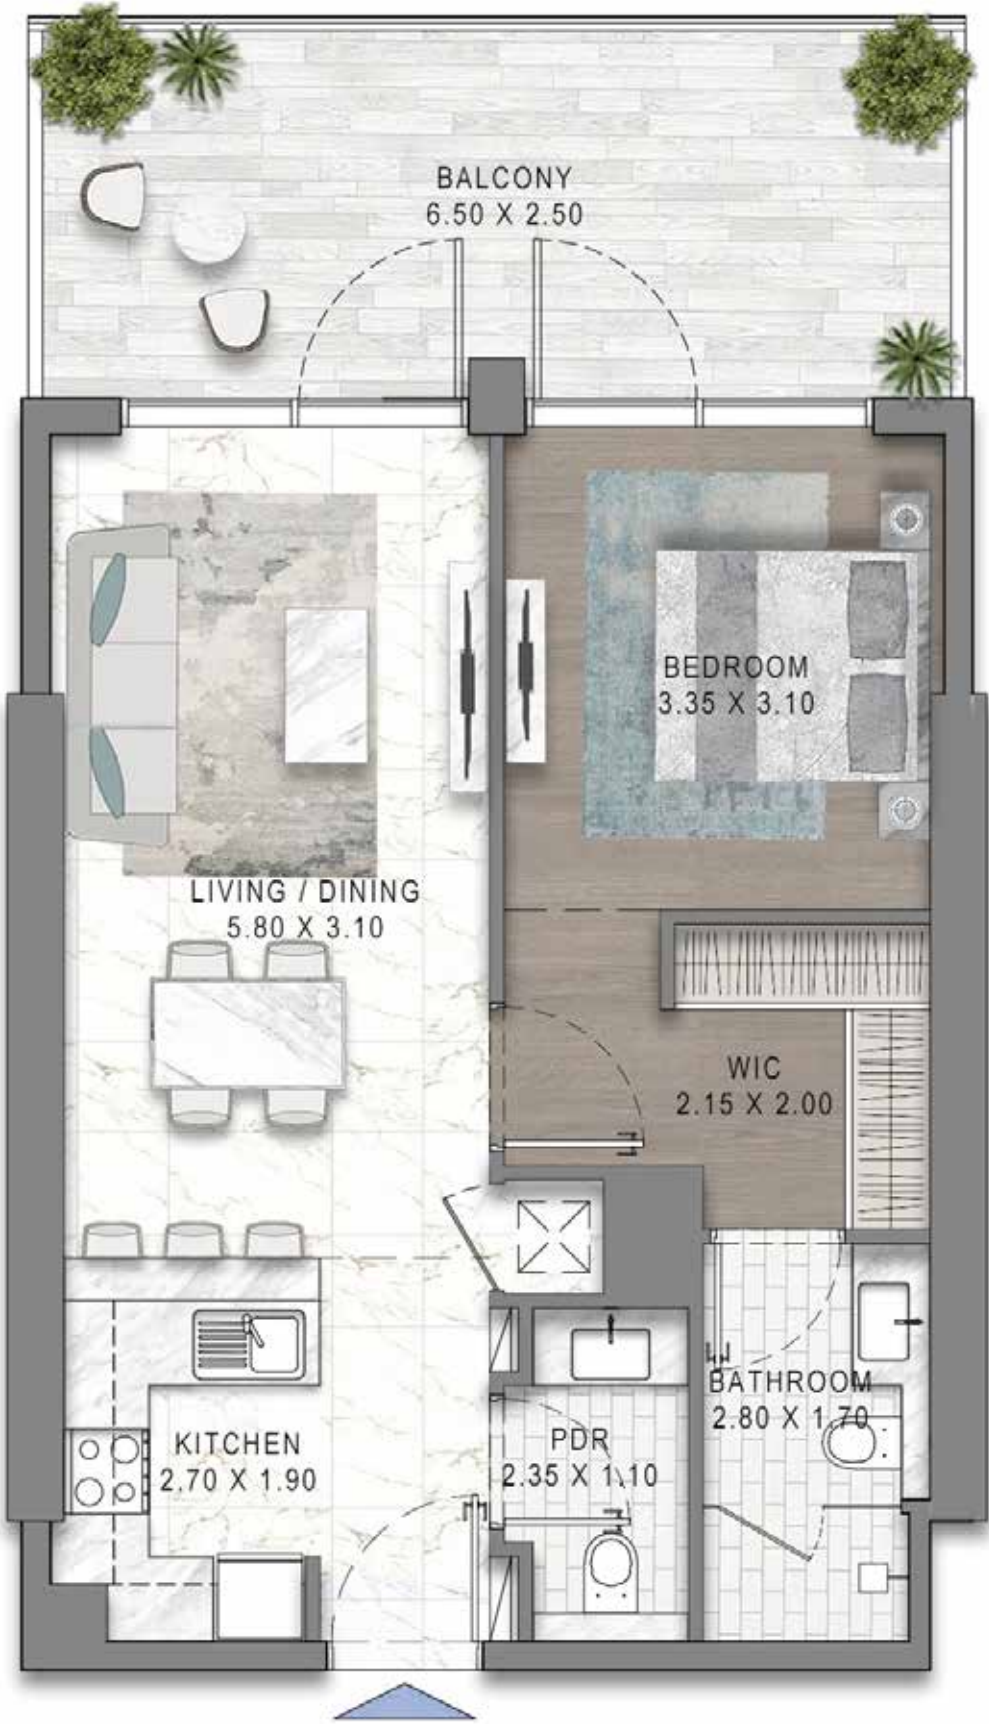 BALCONY
6.50 X 2.50
BEDROOM
3.35 X 3.10
LIVING / DINING
5.80 X 3.10
WIC
2.15 X 2.00
BATHROOM
2.80 X 1.70
KITCHEN
2.70 X 1.90
PDR
2.35 X 1.10